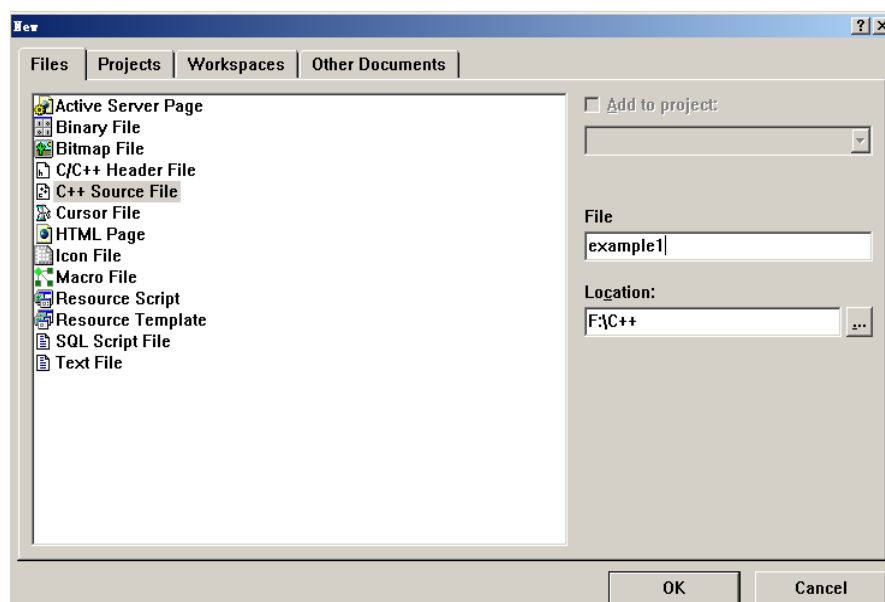 New
Files Projects Workspaces Other Documents
Active Server Page
Binary File
Bitmap File
C/C++ Header File
C++ Source File
Cursor File
HTML Page
Icon File
Macro File
Resource Script
Resource Template
SQL Script File
Text File
Add to project:
File
example1
Location:
F:\C++
...
OK Cancel